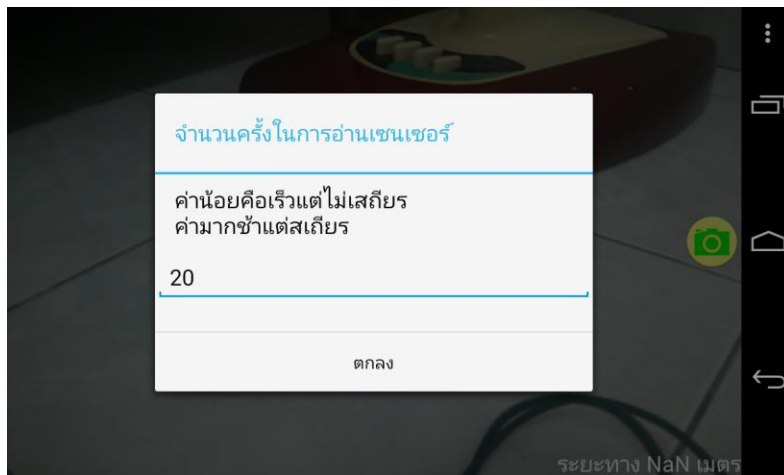 จำนวนครั้งในการอ่านเซนเซอร์
ค่าน้อยคือเร็วแต่ไม่เสถียร
ค่ามากช้าแต่สเถียร
20
ตกลง
ระยะทาง NaN เมตร